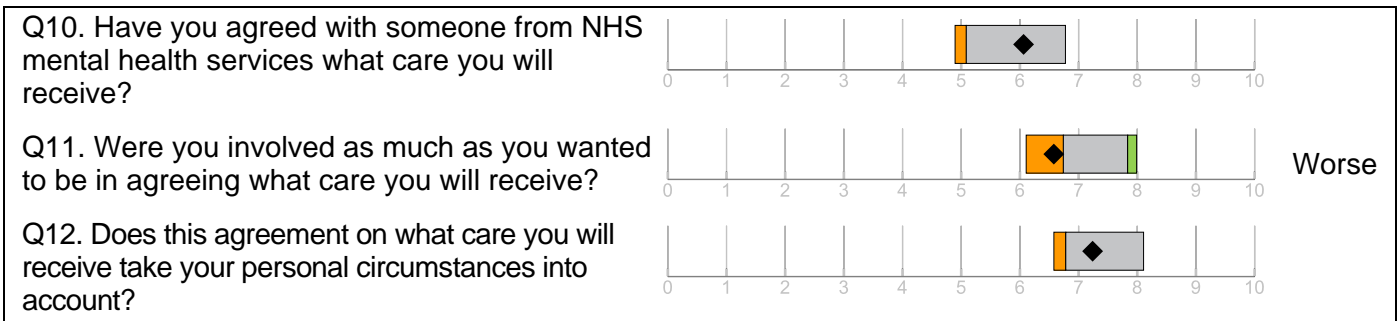 Q10. Have you agreed with someone from NHS
mental health services what care you will
receive?
0 1 2 3 4 5 6 7 8 9 10
Q11. Were you involved as much as you wanted
to be in agreeing what care you will receive?
0 1 2 3 4 5 6 7 8 9 10
Worse
Q12. Does this agreement on what care you will
receive take your personal circumstances into
account?
0 1 2 3 4 5 6 7 8 9 10